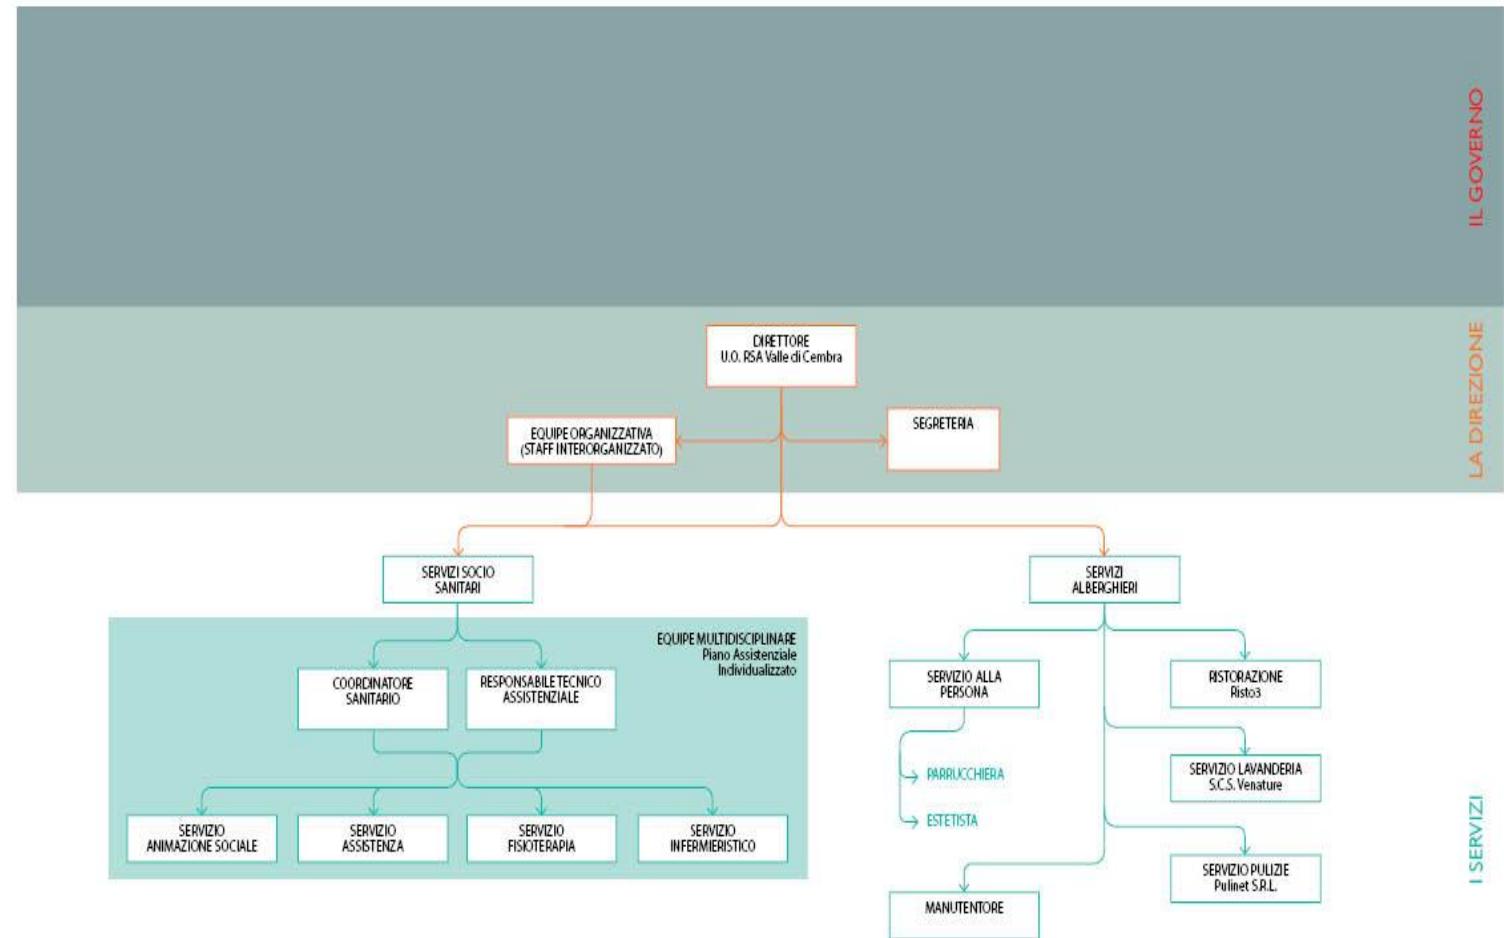 IL GOVERNO
DIRETTORE
U.O. RSA Valle di Cembra
LA DIREZIONE
EQUIPE ORGANIZZATIVA
(STAFF INTERORGANIZZATO)
SEGRETERIA
SERVIZI SOCIO
SANITARI
SERVIZI
ALBERGHIERI
EQUIPE MULTIDISCIPLINARE
Piano Assistenziale
Individualizzato
COORDINATORE
SANITARIO
RESPONSABILE TECNICO
ASSISTENZIALE
SERVIZIO ALLA
PERSONA
RISTORAZIONE
Risto3
PARRUCCHIERA
ESTETISTA
SERVIZIO LAVANDERIA
S.C.S. Venature
SERVIZIO
ANIMAZIONE SOCIALE
SERVIZIO
ASSISTENZA
SERVIZIO
FISIOTERAPIA
SERVIZIO
INFERMIERISTICO
SERVIZIO PULIZIE
Pulinet S.R.L.
MANUTENTORE
I SERVIZI